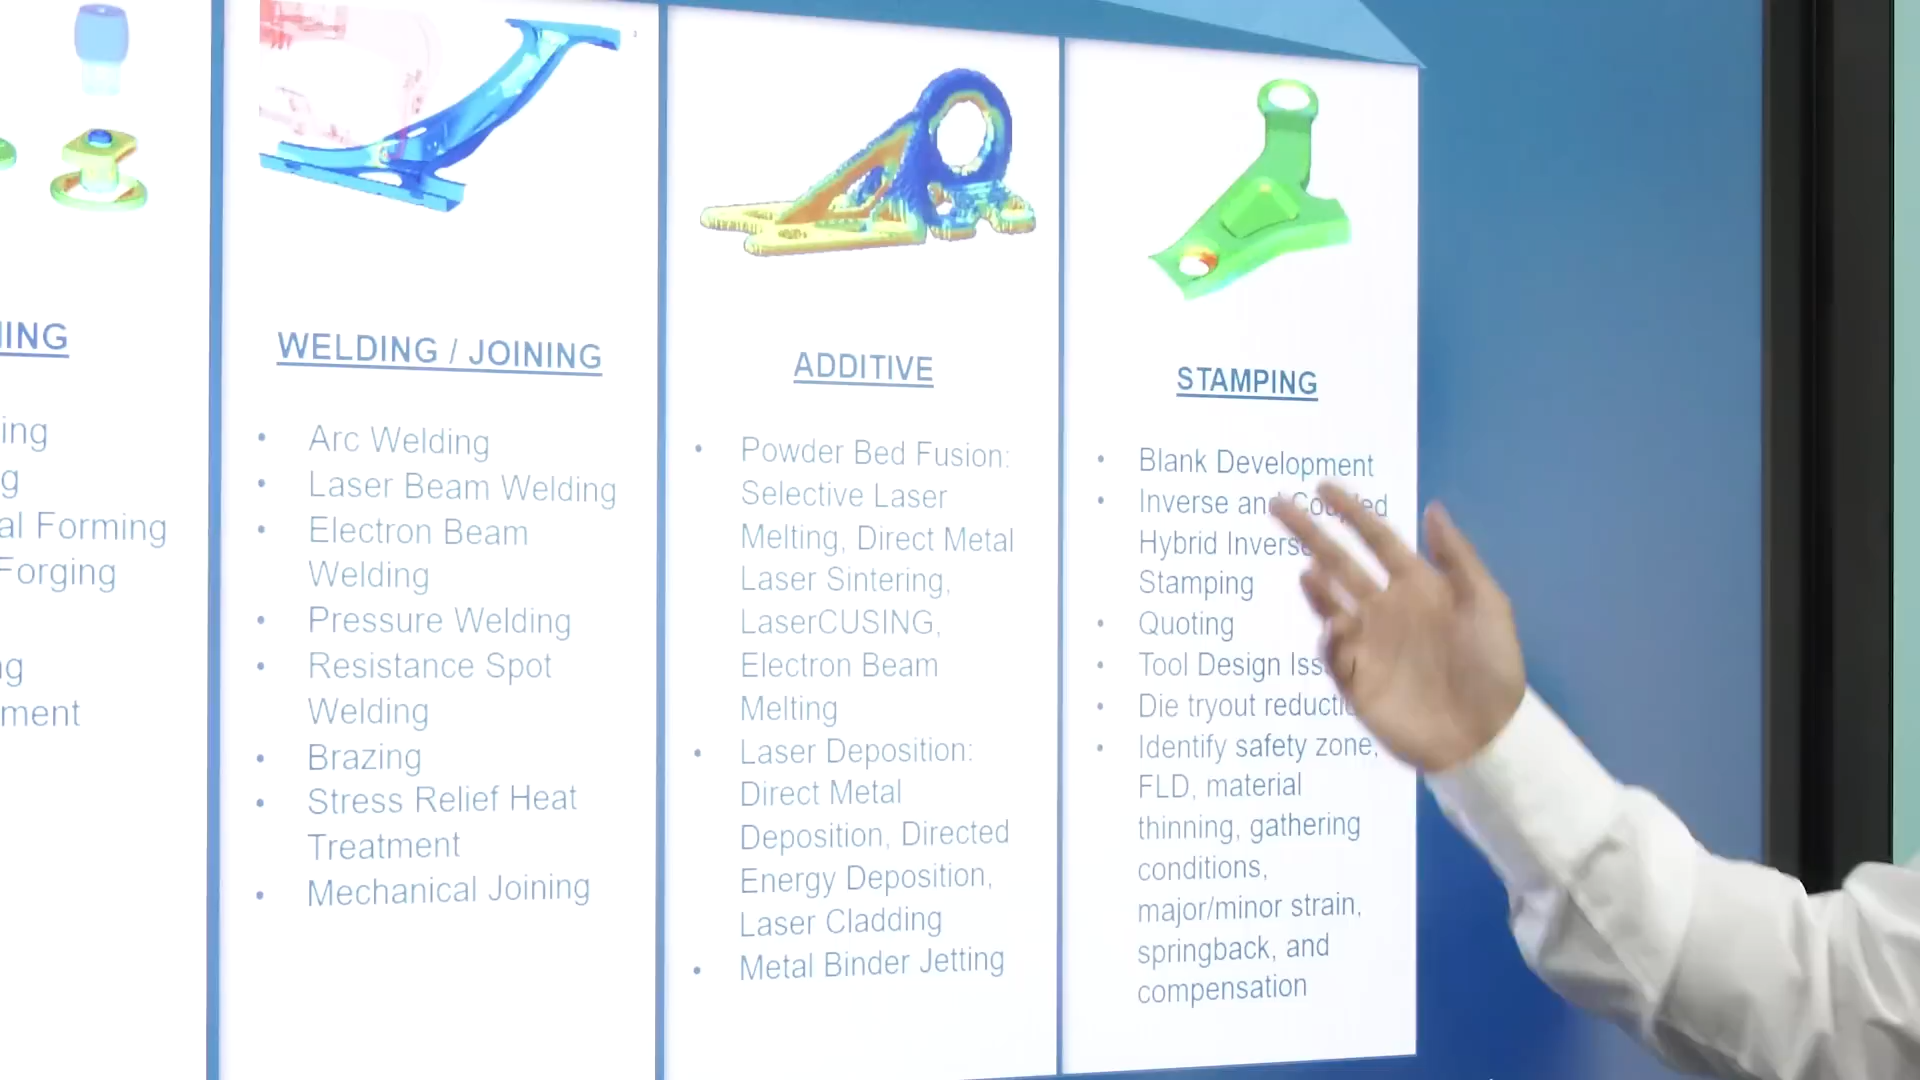 ING
ing
g
al Forming
Forging
ng
ment
WELDING / JOINING
• Arc Welding
• Laser Beam Welding
• Electron Beam
Welding
• Pressure Welding
• Resistance Spot
Welding
• Brazing
• Stress Relief Heat
Treatment
• Mechanical Joining
ADDITIVE
• Powder Bed Fusion:
Selective Laser
Melting, Direct Metal
Laser Sintering,
LaserCUSING,
Electron Beam
Melting
• Laser Deposition:
Direct Metal
Deposition, Directed
Energy Deposition,
Laser Cladding
• Metal Binder Jetting
STAMPING
• Blank Development
• Inverse and Coupled
Hybrid Inverse
Stamping
• Quoting
• Tool Design
• Die tryout
• Identify safety zone,
FLD, material
thinning, gathering
conditions,
major/minor strain,
springback, and
compensation